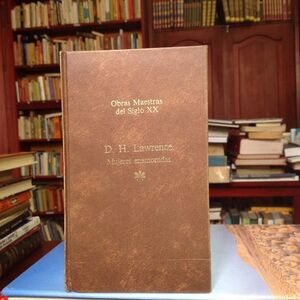 Obras Maestras
del Siglo XX
D. H. Lawrence
Mujeres enamoradas